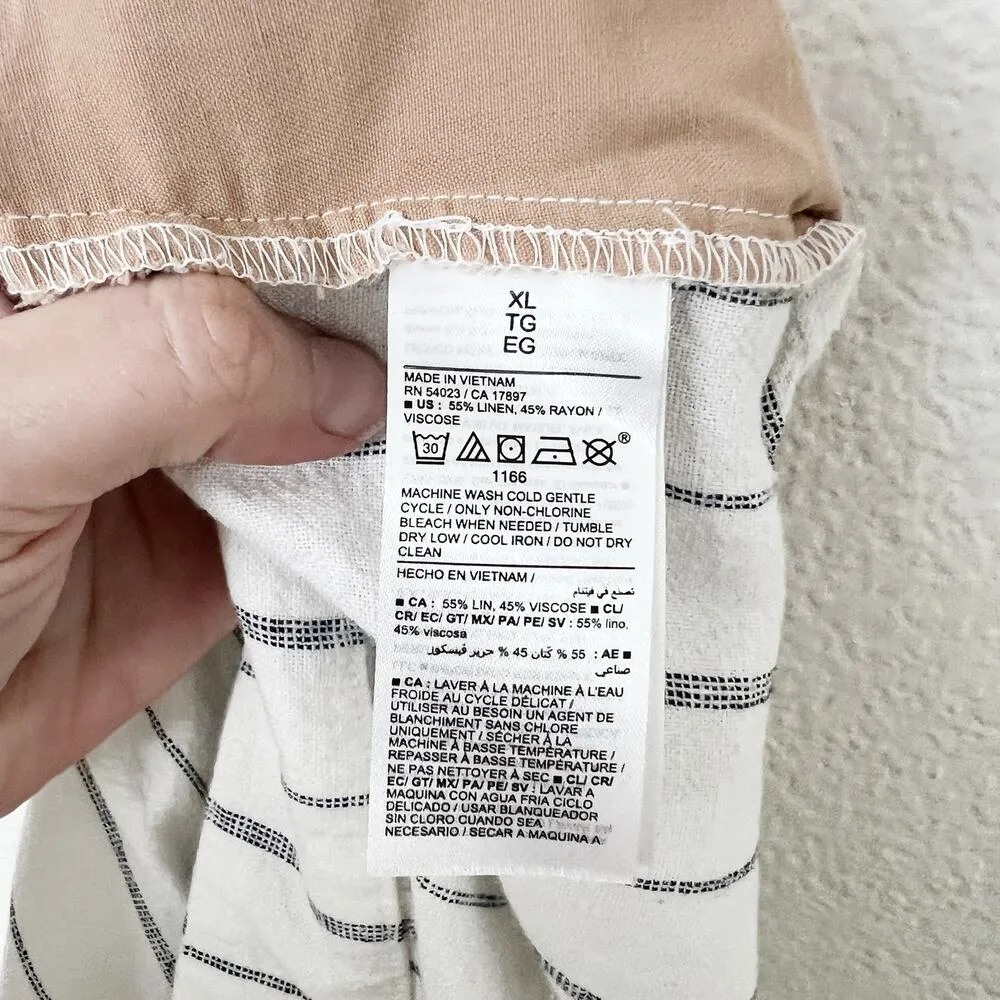 XL
TG
EG
MADE IN VIETNAM
RN 54023 / CA 17897
■ US : 55% LINEN, 45% RAYON /
VISCOSE
30 ®
1166
MACHINE WASH COLD GENTLE
CYCLE / ONLY NON-CHLORINE
BLEACH WHEN NEEDED / TUMBLE
DRY LOW / COOL IRON / DO NOT DRY
CLEAN
HECHO EN VIETNAM /
تصنع في فيتنام
■ CA : 55% LIN, 45% VISCOSE ■ CL/
CR/ EC/ GT/ MX/ PA/ PE/ SV : 55% lino,
45% viscosa
■ AE : 55 % كتان 45 % حرير ڤيسكوز
صناعي
■ CA : LAVER À LA MACHINE À L'EAU
FROIDE AU CYCLE DÉLICAT /
UTILISER AU BESOIN UN AGENT DE
BLANCHIMENT SANS CHLORE
UNIQUEMENT / SÉCHER À LA
MACHINE À BASSE TEMPÉRATURE /
REPASSER À BASSE TEMPÉRATURE /
NE PAS NETTOYER À SEC ■ CL/ CR/
EC/ GT/ MX/ PA/ PE/ SV : LAVAR A
MAQUINA CON AGUA FRIA CICLO
DELICADO / USAR BLANQUEADOR
SIN CLORO CUANDO SEA
NECESARIO / SECAR A MAQUINA A